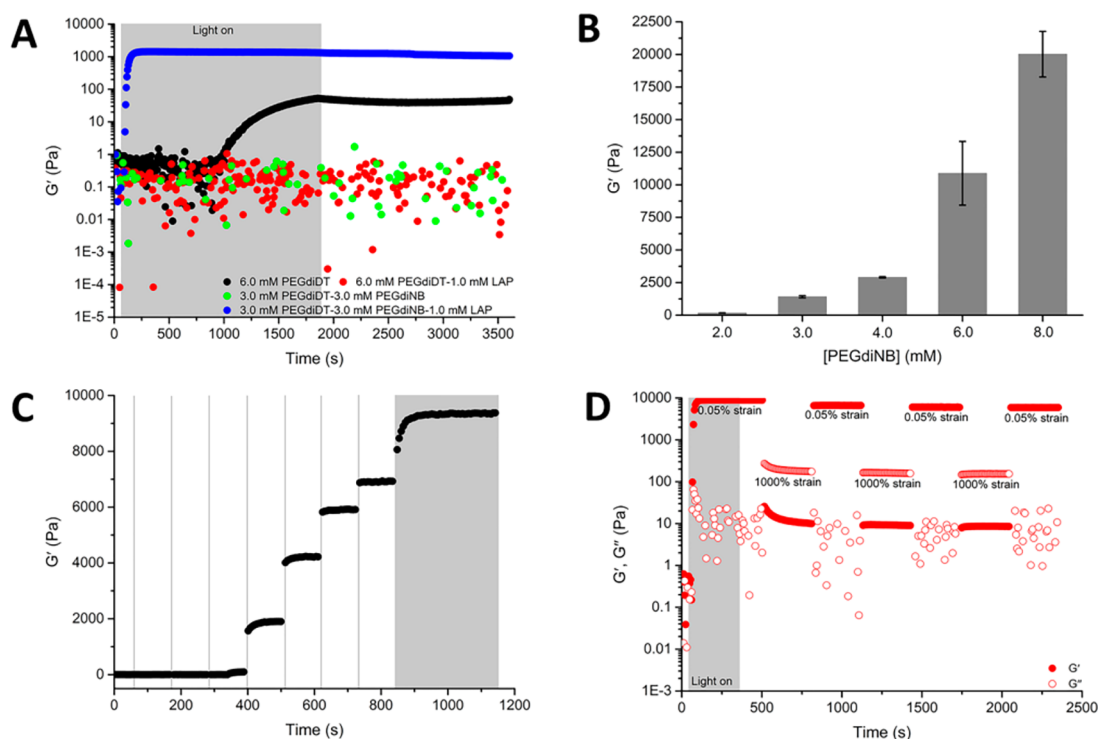 A
Light on
G' (Pa)
10000
1000
100
10
1
0.1
0.01
1E-3
1E-4
1E-5
6.0 mM PEGdiDT
6.0 mM PEGdiDT-1.0 mM LAP
3.0 mM PEGdiDT-3.0 mM PEGdiNB
3.0 mM PEGdiDT-3.0 mM PEGdiNB-1.0 mM LAP
0 500 1000 1500 2000 2500 3000 3500
Time (s)
B
G' (Pa)
22500
20000
17500
15000
12500
10000
7500
5000
2500
0
2.0 3.0 4.0 6.0 8.0
[PEGdiNB] (mM)
C
G' (Pa)
10000
8000
6000
4000
2000
0
0 200 400 600 800 1000 1200
Time (s)
D
G', G'' (Pa)
10000
1000
100
10
1
0.1
0.01
1E-3
0.05% strain
0.05% strain
0.05% strain
0.05% strain
1000% strain
1000% strain
1000% strain
Light on
G'
G''
0 500 1000 1500 2000 2500
Time (s)